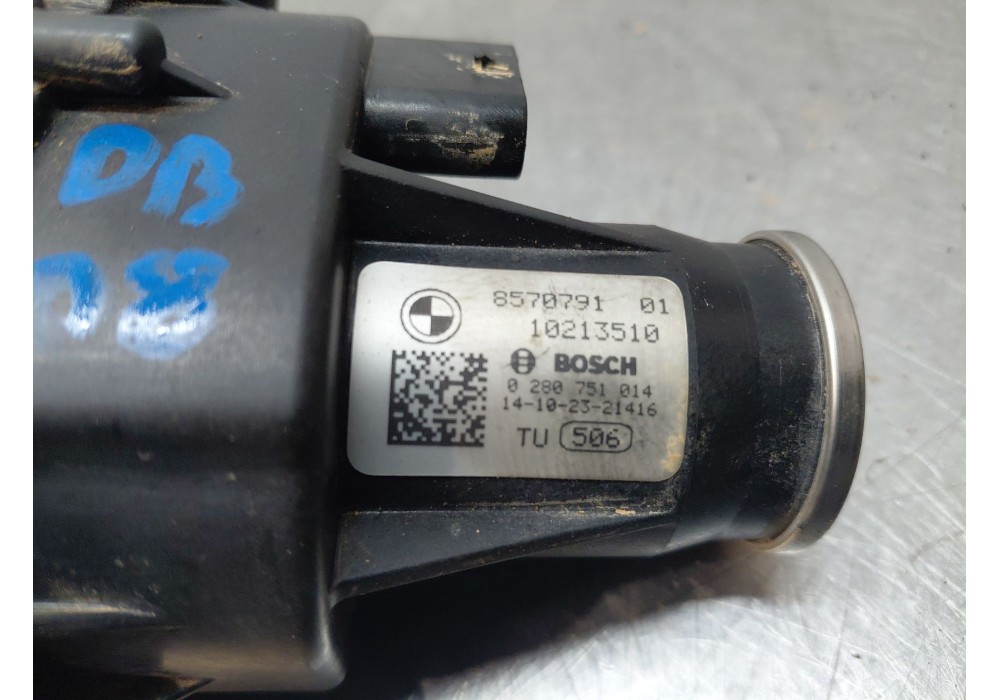 DB
8570791 01
10213510
BOSCH
0 280 751 014
14-10-23-21416
TU 506